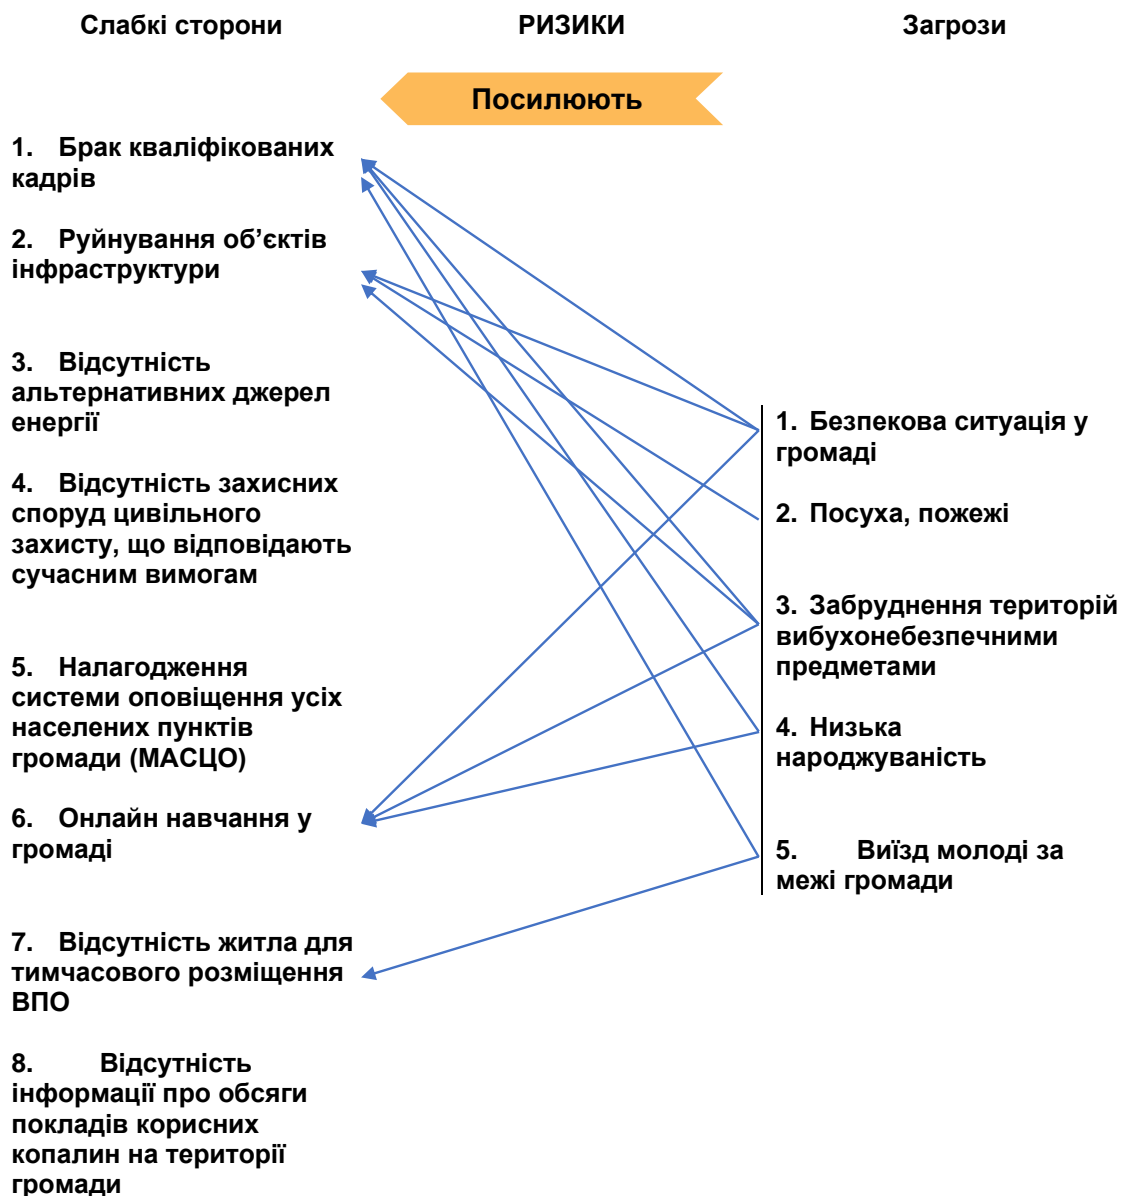 Слабкі сторони
РИЗИКИ
Загрози
Посилюють
1. Брак кваліфікованих
кадрів
2. Руйнування об’єктів
інфраструктури
3. Відсутність
альтернативних джерел
енергії
4. Відсутність захисних
споруд цивільного
захисту, що відповідають
сучасним вимогам
5. Налагодження
системи оповіщення усіх
населених пунктів
громади (МАСЦО)
6. Онлайн навчання у
громаді
7. Відсутність житла для
тимчасового розміщення
ВПО
8. Відсутність
інформації про обсяги
покладів корисних
копалин на території
громади
1. Безпекова ситуація у
громаді
2. Посуха, пожежі
3. Забруднення територій
вибухонебезпечними
предметами
4. Низька
народжуваність
5. Виїзд молоді за
межі громади